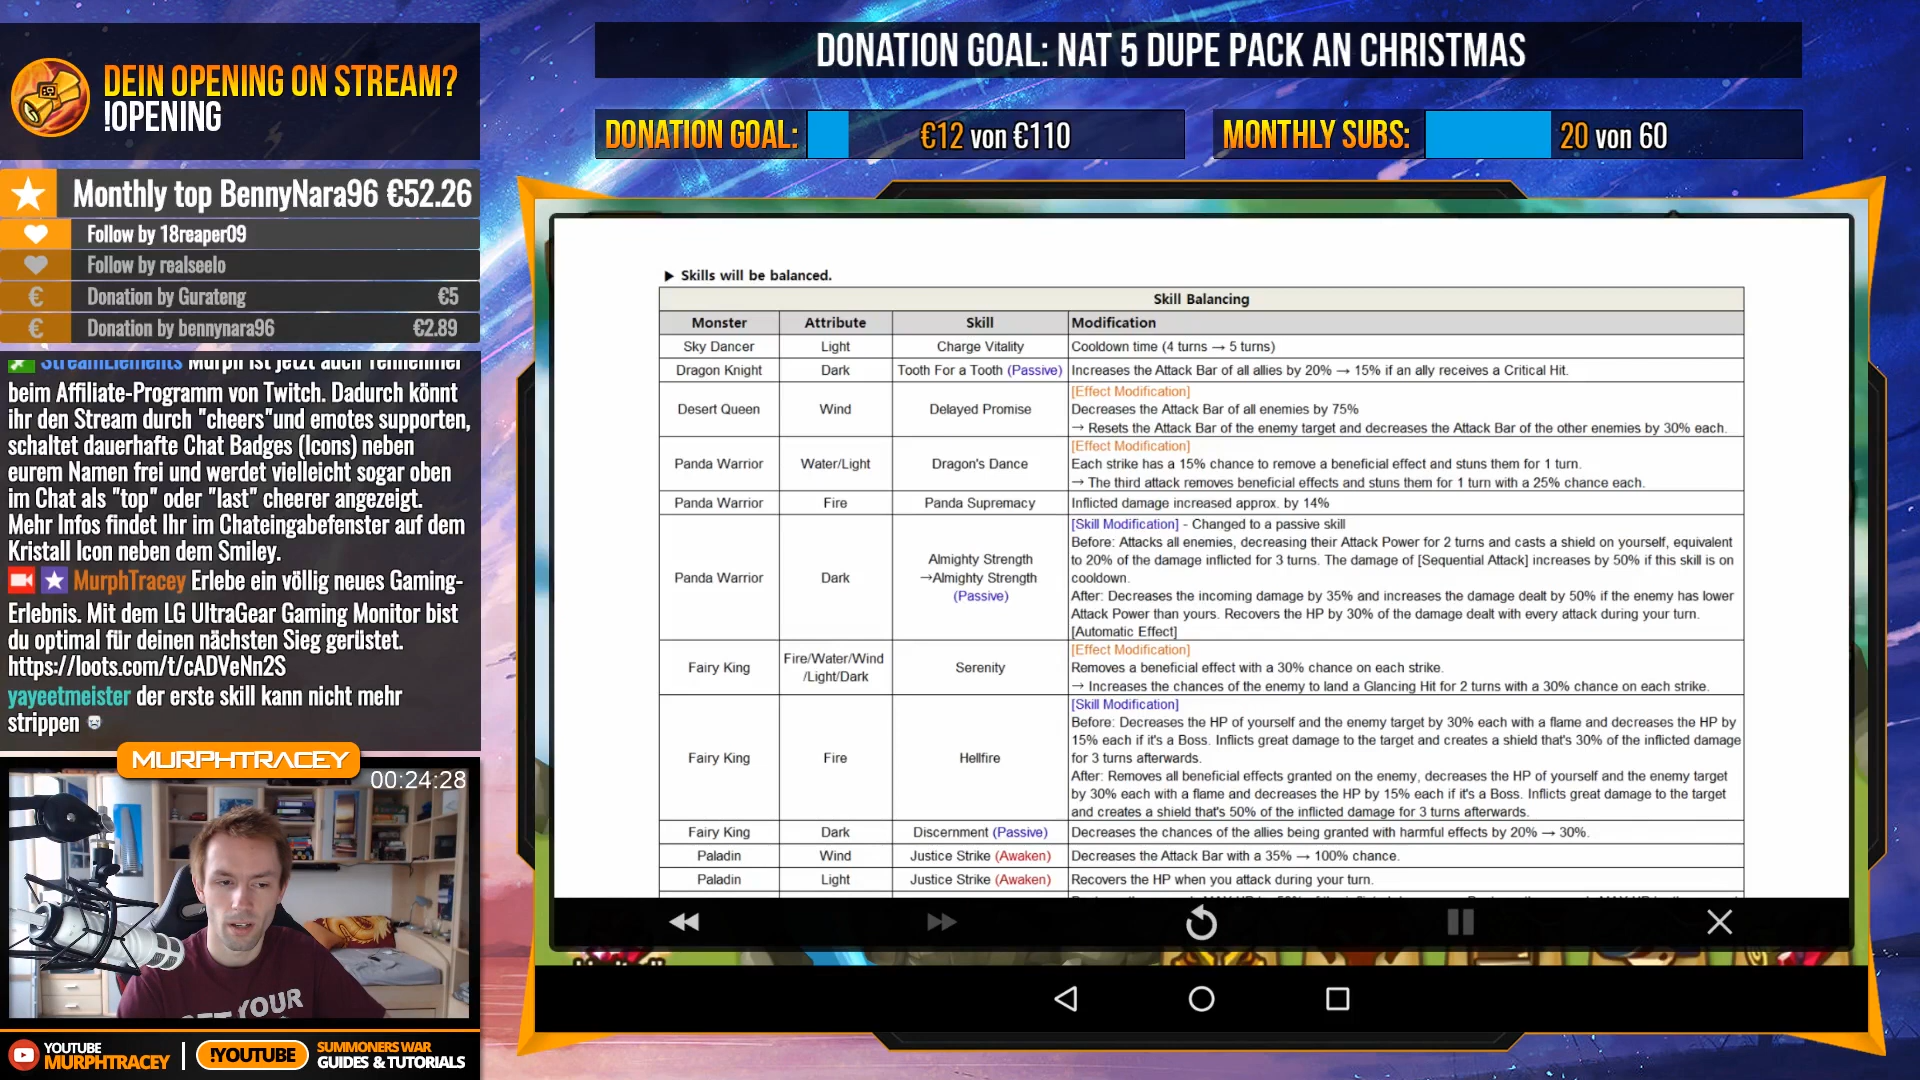 DEIN OPENING ON STREAM?
!OPENING
Monthly top BennyNara96 €52.26
Follow by 18reaper09
Follow by realseelo
Donation by Gurateng €5
Donation by bennynara96 €2.89
StreamElements Murph ist jetzt auch Teilnehmer
beim Affiliate-Programm von Twitch. Dadurch könnt
ihr den Stream durch "cheers"und emotes supporten,
schaltet dauerhafte Chat Badges (Icons) neben
eurem Namen frei und werdet vielleicht sogar oben
im Chat als "top" oder "last" cheerer angezeigt.
Mehr Infos findet Ihr im Chateingabefenster auf dem
Kristall Icon neben dem Smiley.
MurphTracey Erlebe ein völlig neues Gaming-
Erlebnis. Mit dem LG UltraGear Gaming Monitor bist
du optimal für deinen nächsten Sieg gerüstet.
https://loots.com/t/cADVeNn2S
yayeetmeister der erste skill kann nicht mehr
strippen
MURPHTRACEY
00:24:28
YOUR
YOUTUBE
MURPHTRACEY
!YOUTUBE
SUMMONERS WAR
GUIDES & TUTORIALS
DONATION GOAL: NAT 5 DUPE PACK AN CHRISTMAS
DONATION GOAL: €12 von €110
MONTHLY SUBS: 20 von 60
▶ Skills will be balanced.
Skill Balancing
Monster Attribute Skill Modification
Sky Dancer Light Charge Vitality Cooldown time (4 turns → 5 turns)
Dragon Knight Dark Tooth For a Tooth (Passive) Increases the Attack Bar of all allies by 20% → 15% if an ally receives a Critical Hit.
Desert Queen Wind Delayed Promise
[Effect Modification]
Decreases the Attack Bar of all enemies by 75%
→ Resets the Attack Bar of the enemy target and decreases the Attack Bar of the other enemies by 30% each.
Panda Warrior Water/Light Dragon's Dance
[Effect Modification]
Each strike has a 15% chance to remove a beneficial effect and stuns them for 1 turn.
→ The third attack removes beneficial effects and stuns them for 1 turn with a 25% chance each.
Panda Warrior Fire Panda Supremacy Inflicted damage increased approx. by 14%
Panda Warrior Dark
Almighty Strength
→Almighty Strength
(Passive)
[Skill Modification] - Changed to a passive skill
Before: Attacks all enemies, decreasing their Attack Power for 2 turns and casts a shield on yourself, equivalent
to 20% of the damage inflicted for 3 turns. The damage of [Sequential Attack] increases by 50% if this skill is on
cooldown.
After: Decreases the incoming damage by 35% and increases the damage dealt by 50% if the enemy has lower
Attack Power than yours. Recovers the HP by 30% of the damage dealt with every attack during your turn.
[Automatic Effect]
Fairy King
Fire/Water/Wind
/Light/Dark
Serenity
[Effect Modification]
Removes a beneficial effect with a 30% chance on each strike.
→ Increases the chances of the enemy to land a Glancing Hit for 2 turns with a 30% chance on each strike.
Fairy King Fire Hellfire
[Skill Modification]
Before: Decreases the HP of yourself and the enemy target by 30% each with a flame and decreases the HP by
15% each if it's a Boss. Inflicts great damage to the target and creates a shield that's 30% of the inflicted damage
for 3 turns afterwards.
After: Removes all beneficial effects granted on the enemy, decreases the HP of yourself and the enemy target
by 30% each with a flame and decreases the HP by 15% each if it's a Boss. Inflicts great damage to the target
and creates a shield that's 50% of the inflicted damage for 3 turns afterwards.
Fairy King Dark Discernment (Passive) Decreases the chances of the allies being granted with harmful effects by 20% → 30%.
Paladin Wind Justice Strike (Awaken) Decreases the Attack Bar with a 35% → 100% chance.
Paladin Light Justice Strike (Awaken) Recovers the HP when you attack during your turn.